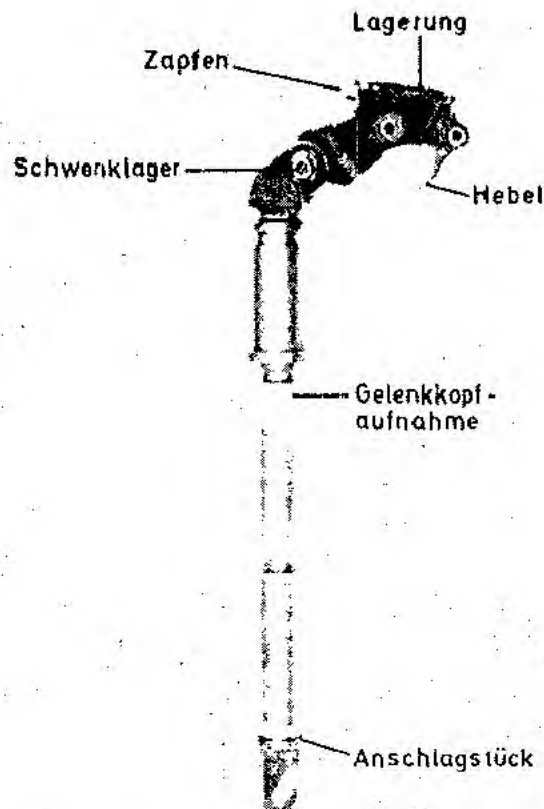 Lagerung
Zapfen
Schwenklager
Hebel
Gelenkkopf-
aufnahme
Anschlagstück